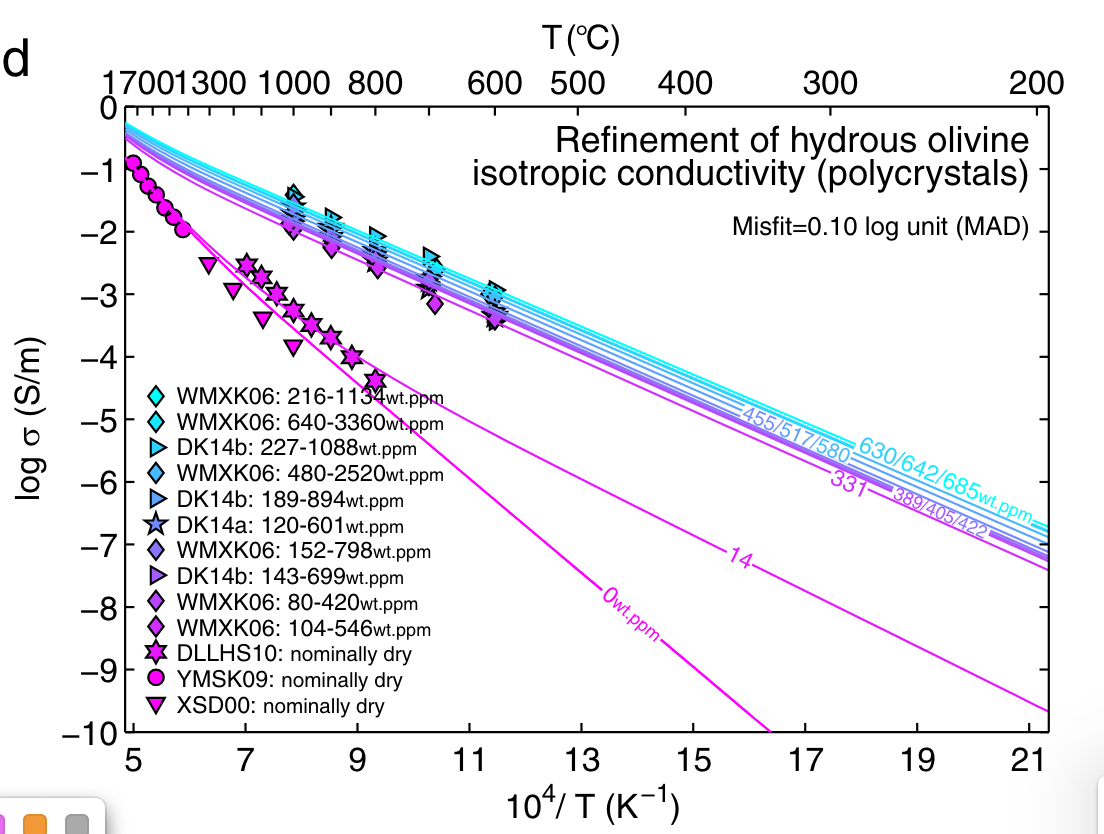 d
T (°C)
1700 1300 1000 800 600 500 400 300 200
0
−1
−2
−3
−4
−5
−6
−7
−8
−9
−10
log σ (S/m)
Refinement of hydrous olivine
isotropic conductivity (polycrystals)
Misfit=0.10 log unit (MAD)
WMXK06: 216-1134wt.ppm
WMXK06: 640-3360wt.ppm
DK14b: 227-1088wt.ppm
WMXK06: 480-2520wt.ppm
DK14b: 189-894wt.ppm
DK14a: 120-601wt.ppm
WMXK06: 152-798wt.ppm
DK14b: 143-699wt.ppm
WMXK06: 80-420wt.ppm
WMXK06: 104-546wt.ppm
DLLHS10: nominally dry
YMSK09: nominally dry
XSD00: nominally dry
455/517/580
630/642/685wt.ppm
331
389/405/422
14
0wt.ppm
5 7 9 11 13 15 17 19 21
10⁴/ T (K⁻¹)